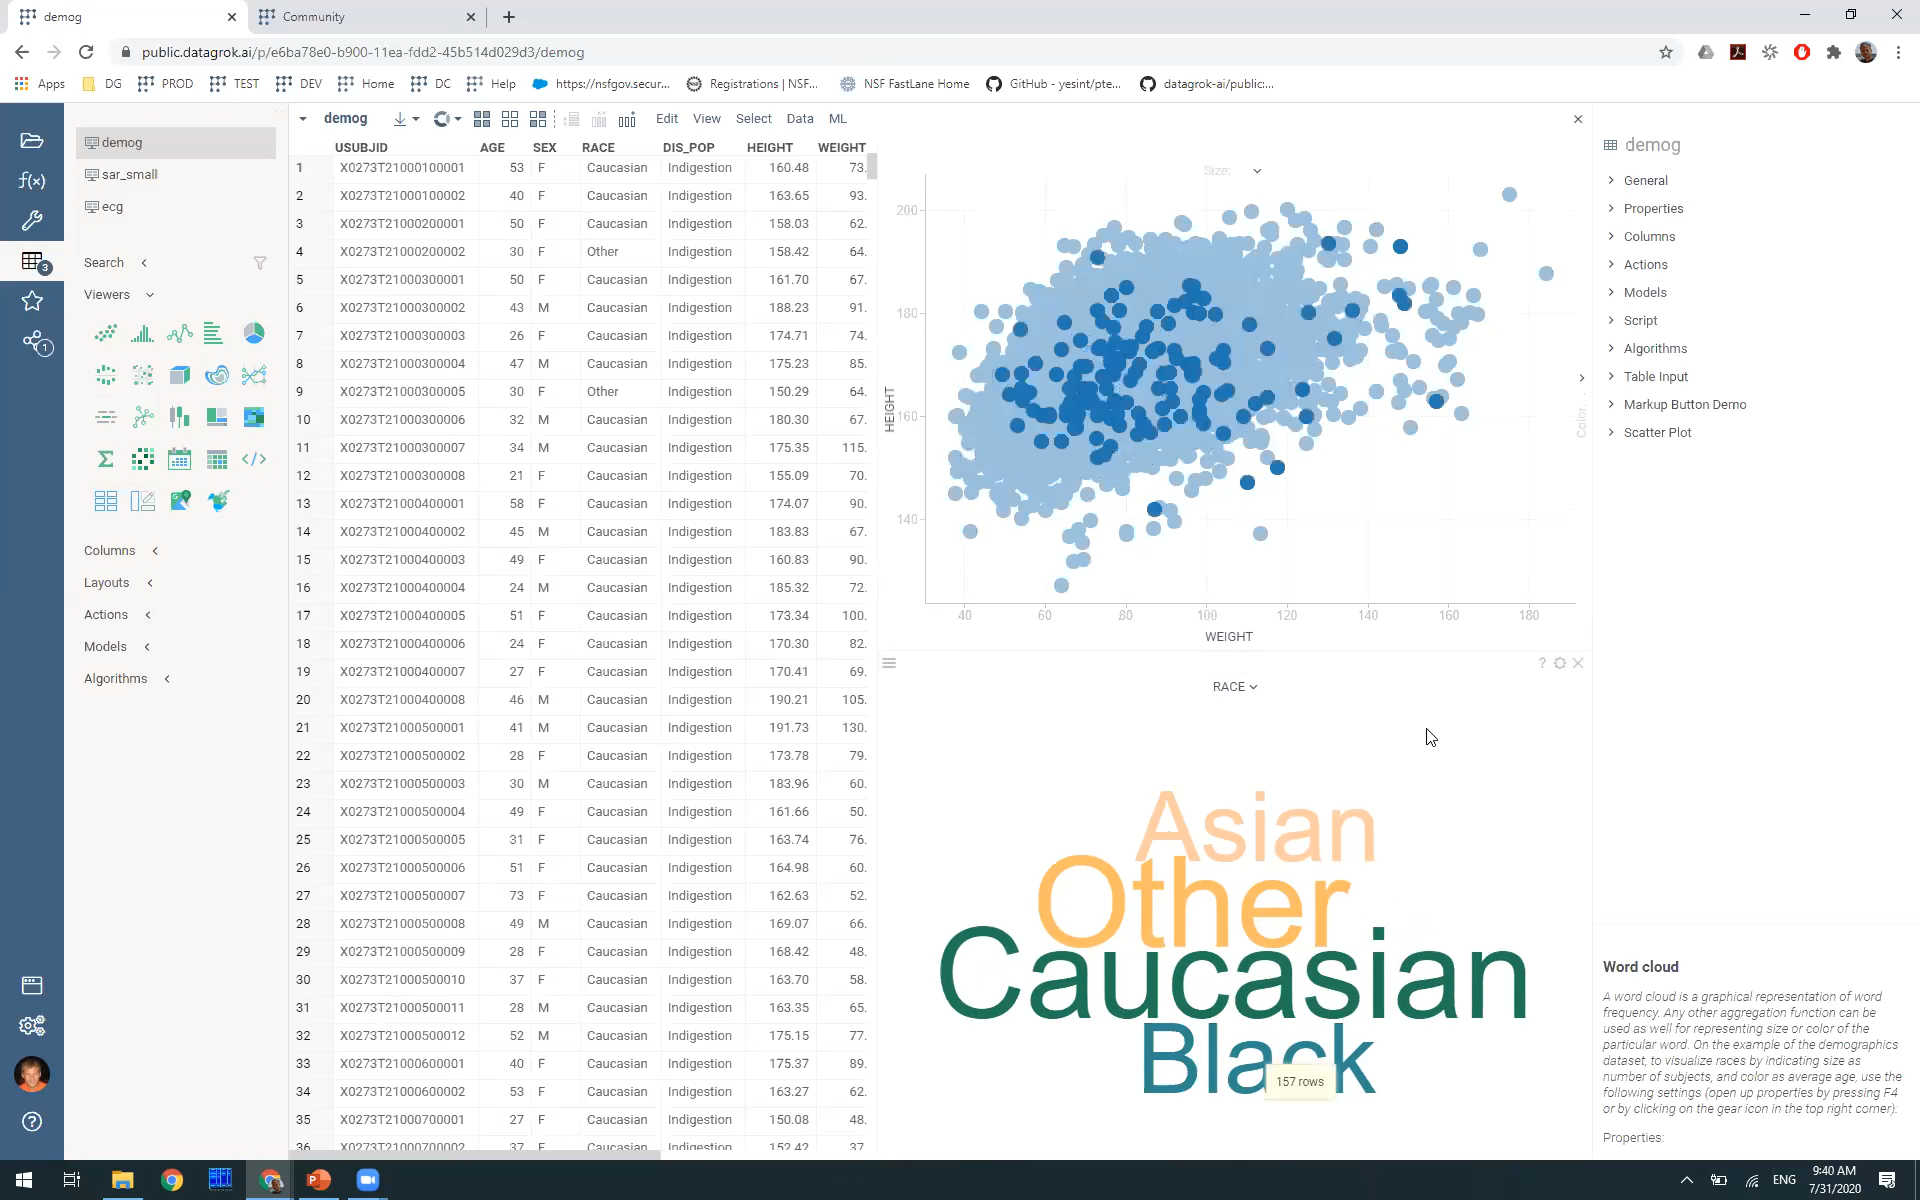 demog
Community
public.datagrok.ai/p/e6ba78e0-b900-11ea-fdd2-45b514d029d3/demog
Apps DG PROD TEST DEV Home DC Help https://nsfgov.secur... Registrations | NSF... NSF FastLane Home GitHub - yesint/pte... datagrok-ai/public:...
demog
sar_small
ecg
3
1
Search
Viewers
Columns
Layouts
Actions
Models
Algorithms
demog Edit View Select Data ML
USUBJID AGE SEX RACE DIS_POP HEIGHT WEIGHT
1 X0273T21000100001 53 F Caucasian Indigestion 160.48 73.
2 X0273T21000100002 40 F Caucasian Indigestion 163.65 93.
3 X0273T21000200001 50 F Caucasian Indigestion 158.03 62.
4 X0273T21000200002 30 F Other Indigestion 158.42 64.
5 X0273T21000300001 50 F Caucasian Indigestion 161.70 67.
6 X0273T21000300002 43 M Caucasian Indigestion 188.23 91.
7 X0273T21000300003 26 F Caucasian Indigestion 174.71 74.
8 X0273T21000300004 47 M Caucasian Indigestion 175.23 85.
9 X0273T21000300005 30 F Other Indigestion 150.29 64.
10 X0273T21000300006 32 M Caucasian Indigestion 180.30 67.
11 X0273T21000300007 34 M Caucasian Indigestion 175.35 115.
12 X0273T21000300008 21 F Caucasian Indigestion 155.09 70.
13 X0273T21000400001 58 F Caucasian Indigestion 174.07 90.
14 X0273T21000400002 45 M Caucasian Indigestion 183.83 67.
15 X0273T21000400003 49 F Caucasian Indigestion 160.83 90.
16 X0273T21000400004 24 M Caucasian Indigestion 185.32 72.
17 X0273T21000400005 51 F Caucasian Indigestion 173.34 100.
18 X0273T21000400006 24 F Caucasian Indigestion 170.30 82.
19 X0273T21000400007 27 F Caucasian Indigestion 170.41 69.
20 X0273T21000400008 46 M Caucasian Indigestion 190.21 105.
21 X0273T21000500001 41 M Caucasian Indigestion 191.73 130.
22 X0273T21000500002 28 F Caucasian Indigestion 173.78 79.
23 X0273T21000500003 30 M Caucasian Indigestion 183.96 60.
24 X0273T21000500004 49 F Caucasian Indigestion 161.66 50.
25 X0273T21000500005 31 F Caucasian Indigestion 163.74 76.
26 X0273T21000500006 51 F Caucasian Indigestion 164.98 60.
27 X0273T21000500007 73 F Caucasian Indigestion 162.63 52.
28 X0273T21000500008 49 M Caucasian Indigestion 169.07 66.
29 X0273T21000500009 28 F Caucasian Indigestion 168.42 48.
30 X0273T21000500010 37 F Caucasian Indigestion 163.70 58.
31 X0273T21000500011 28 M Caucasian Indigestion 163.35 65.
32 X0273T21000500012 52 M Caucasian Indigestion 175.15 77.
33 X0273T21000600001 40 F Caucasian Indigestion 175.37 89.
34 X0273T21000600002 53 F Caucasian Indigestion 163.27 62.
35 X0273T21000700001 27 F Caucasian Indigestion 150.08 48.
36 X0273T21000700002 37 F Caucasian Indigestion 152.42 37.
Size:
200
180
160
140
HEIGHT
Color:
40 60 80 100 120 140 160 180
WEIGHT
?
RACE
Asian
Other
Caucasian
Black
157 rows
demog
General
Properties
Columns
Actions
Models
Script
Algorithms
Table Input
Markup Button Demo
Scatter Plot
Word cloud
A word cloud is a graphical representation of word
frequency. Any other aggregation function can be
used as well for representing size or color of the
particular word. On the example of the demographics
dataset, to visualize races by indicating size as
number of subjects, and color as average age, use the
following settings (open up properties by pressing F4
or by clicking on the gear icon in the top right corner):
Properties:
ENG
9:40 AM
7/31/2020